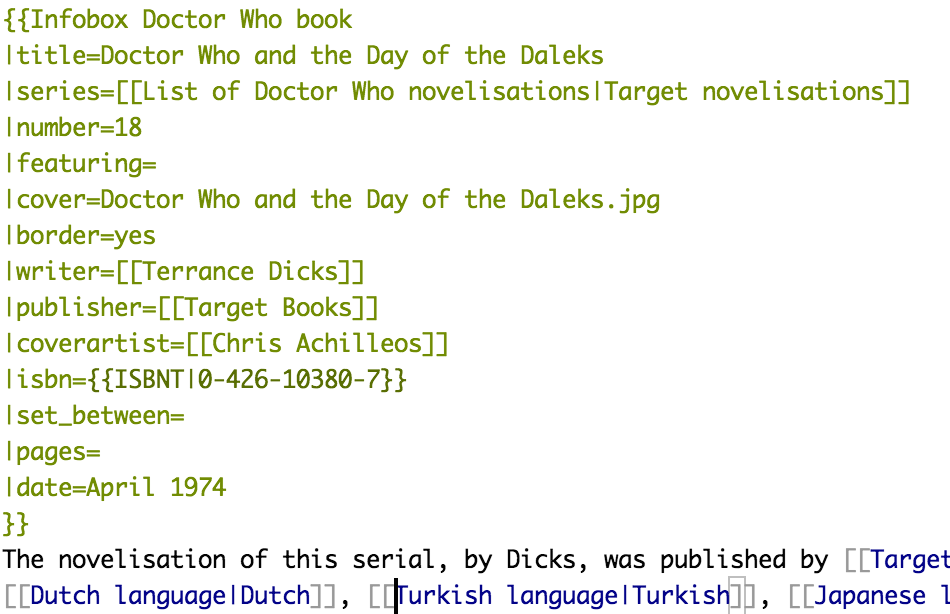 {{Infobox Doctor Who book
|title=Doctor Who and the Day of the Daleks
|series=[[List of Doctor Who novelisations|Target novelisations]]
|number=18
|featuring=
|cover=Doctor Who and the Day of the Daleks.jpg
|border=yes
|writer=[[Terrance Dicks]]
|publisher=[[Target Books]]
|coverartist=[[Chris Achilleos]]
|isbn={{ISBNT|0-426-10380-7}}
|set_between=
|pages=
|date=April 1974
}}
The novelisation of this serial, by Dicks, was published by [[Target
[[Dutch language|Dutch]], [[Turkish language|Turkish]], [[Japanese l